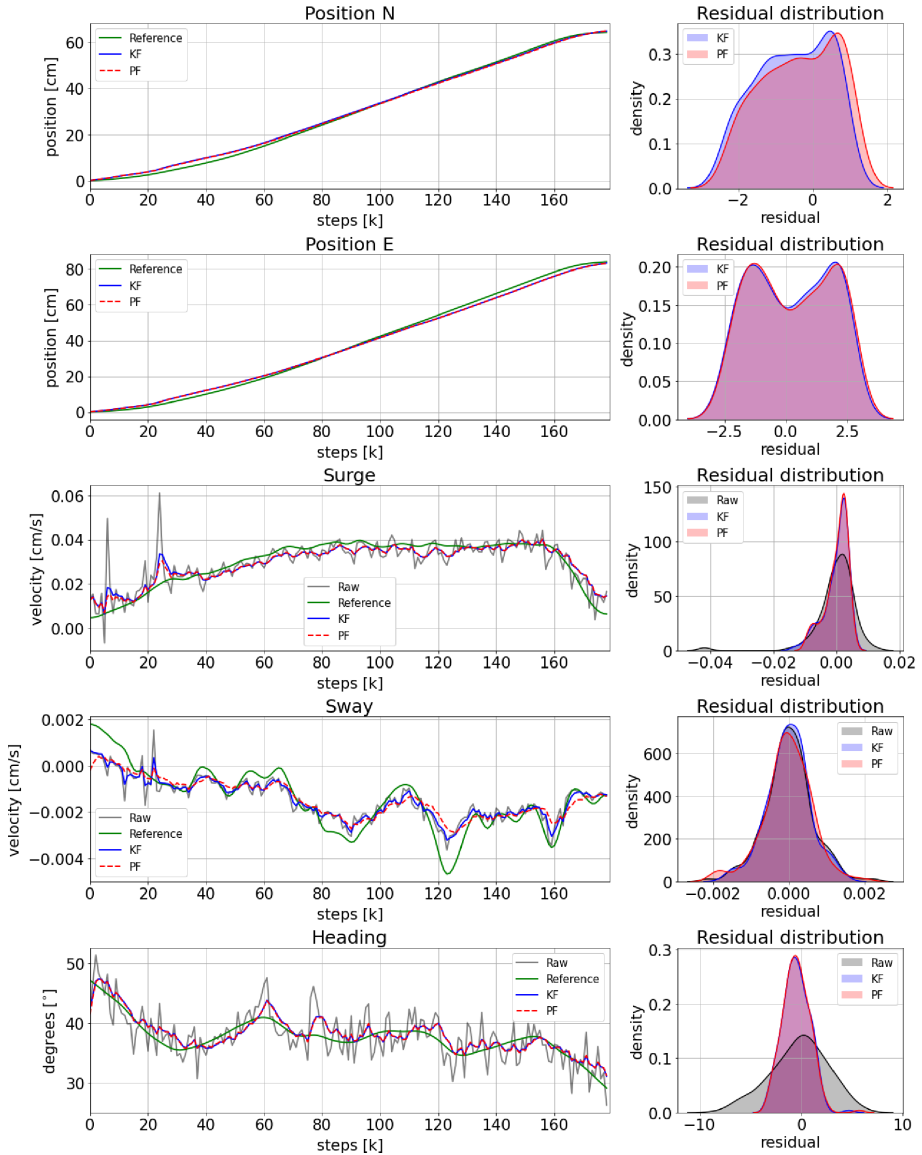 Position N
Residual distribution
position [cm]
60
40
20
0
Reference
KF
PF
0 20 40 60 80 100 120 140 160
steps [k]
density
0.3
0.2
0.1
0.0
KF
PF
−2 0 2
residual
Position E
Residual distribution
position [cm]
80
60
40
20
0
Reference
KF
PF
0 20 40 60 80 100 120 140 160
steps [k]
density
0.20
0.15
0.10
0.05
0.00
KF
PF
−2.5 0.0 2.5
residual
Surge
Residual distribution
velocity [cm/s]
0.06
0.04
0.02
0.00
Raw
Reference
KF
PF
0 20 40 60 80 100 120 140 160
steps [k]
density
150
100
50
0
Raw
KF
PF
−0.04 −0.02 0.00 0.02
residual
Sway
Residual distribution
velocity [cm/s]
0.002
0.000
−0.002
−0.004
Raw
Reference
KF
PF
0 20 40 60 80 100 120 140 160
steps [k]
density
600
400
200
0
Raw
KF
PF
−0.002 0.000 0.002
residual
Heading
Residual distribution
degrees [°]
50
40
30
Raw
Reference
KF
PF
0 20 40 60 80 100 120 140 160
steps [k]
density
0.3
0.2
0.1
0.0
Raw
KF
PF
−10 0 10
residual